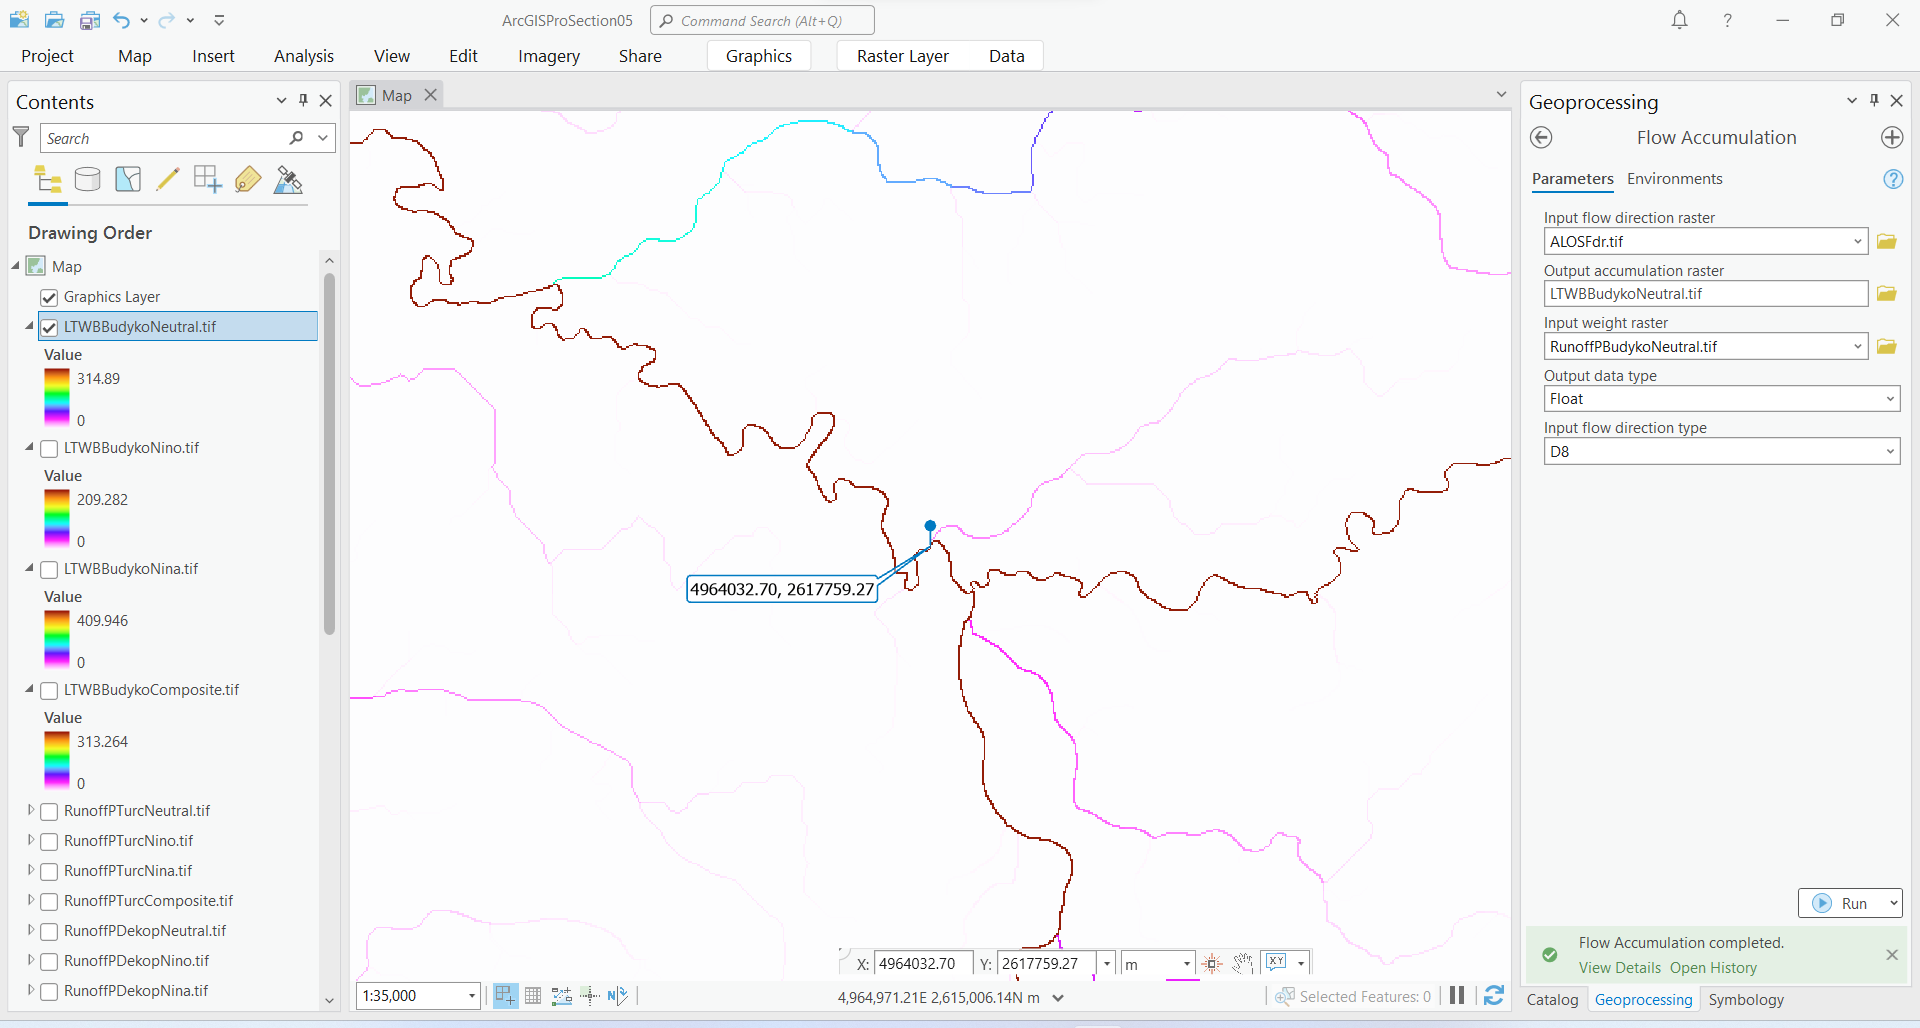 ArcGISProSection05
Command Search (Alt+Q)
?
Project Map Insert Analysis View Edit Imagery Share Graphics Raster Layer Data
Contents
Search
Drawing Order
Map
Graphics Layer
LTWBBudykoNeutral.tif
Value
314.89
0
LTWBBudykoNino.tif
Value
209.282
0
LTWBBudykoNina.tif
Value
409.946
0
LTWBBudykoComposite.tif
Value
313.264
0
RunoffPTurcNeutral.tif
RunoffPTurcNino.tif
RunoffPTurcNina.tif
RunoffPTurcComposite.tif
RunoffPDekopNeutral.tif
RunoffPDekopNino.tif
RunoffPDekopNina.tif
Map
4964032.70, 2617759.27
X: 4964032.70 Y: 2617759.27 m XY
1:35,000
N
4,964,971.21E 2,615,006.14N m
Selected Features: 0
Geoprocessing
Flow Accumulation
Parameters Environments
?
Input flow direction raster
ALOSFdr.tif
Output accumulation raster
LTWBBudykoNeutral.tif
Input weight raster
RunoffPBudykoNeutral.tif
Output data type
Float
Input flow direction type
D8
Run
Flow Accumulation completed.
View Details Open History
Catalog Geoprocessing Symbology